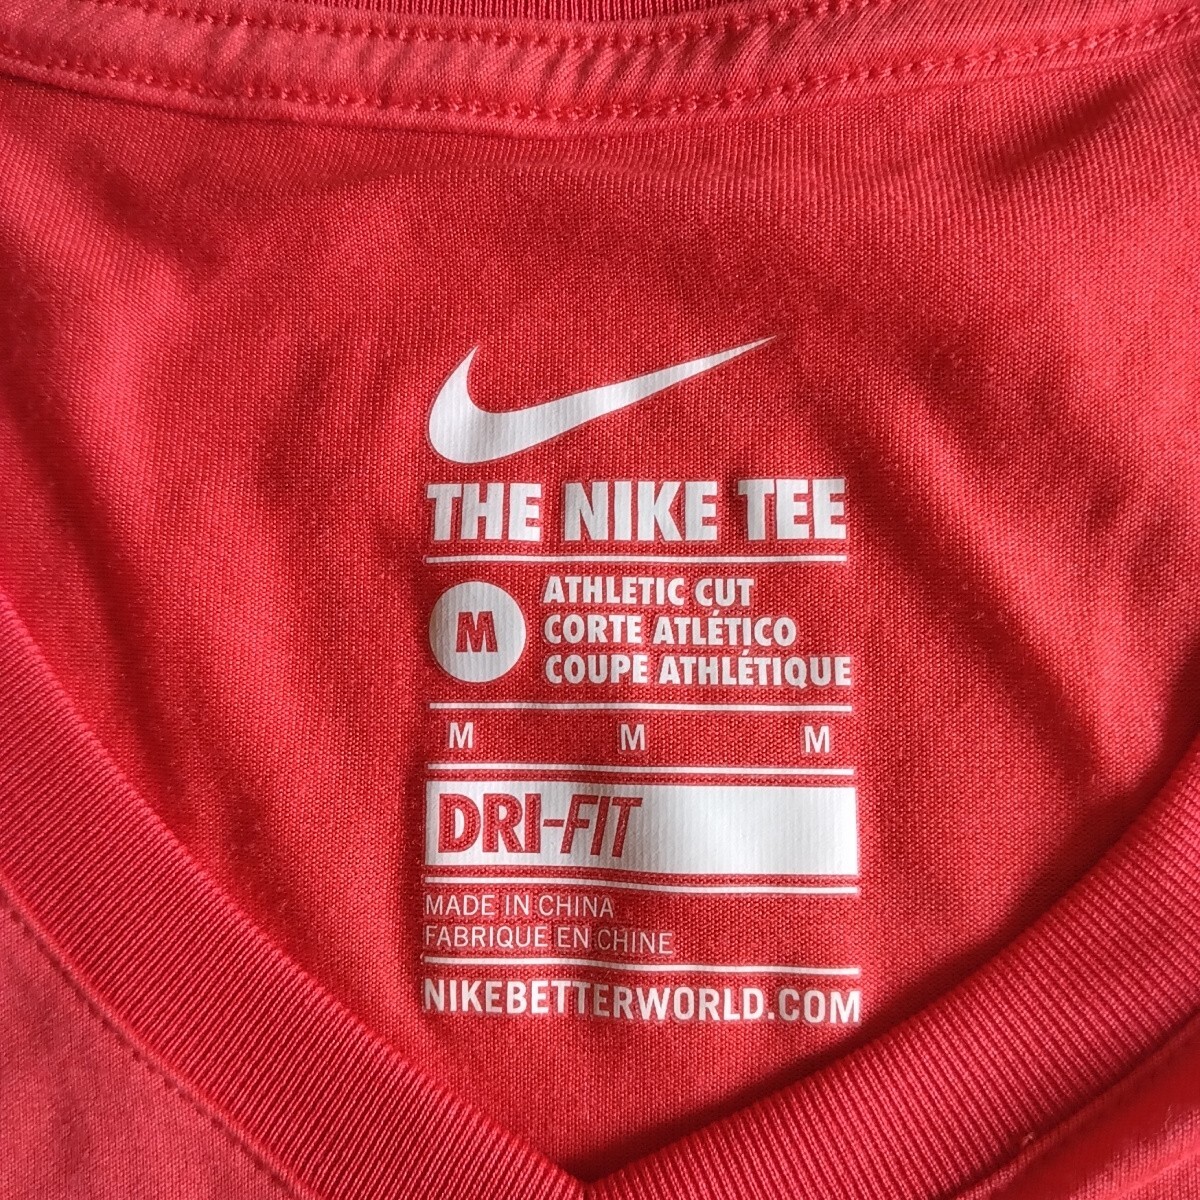 THE NIKE TEE
M
ATHLETIC CUT
CORTE ATLÉTICO
COUPE ATHLÉTIQUE
M M M
DRI-FIT
MADE IN CHINA
FABRIQUE EN CHINE
NIKEBETTERWORLD.COM